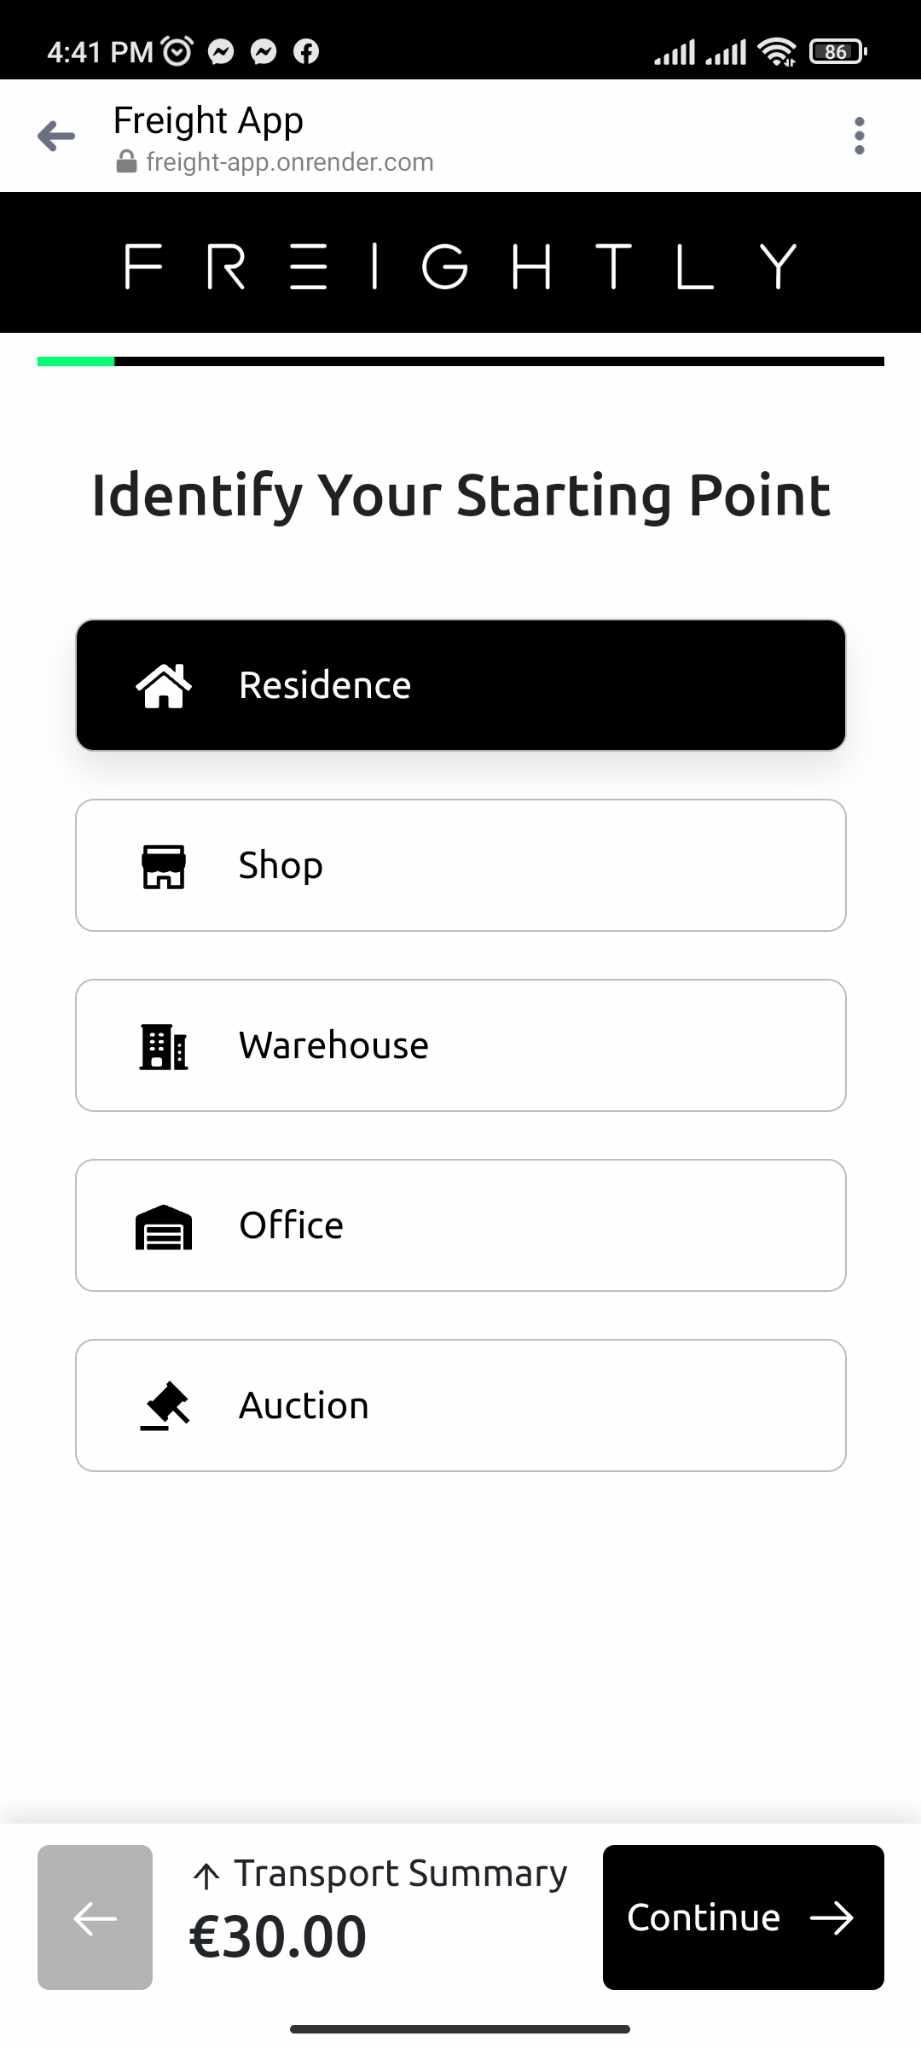 4:41 PM
86
Freight App
freight-app.onrender.com
FREIGHTLY
Identify Your Starting Point
Residence
Shop
Warehouse
Office
Auction
↑ Transport Summary
€30.00
Continue →